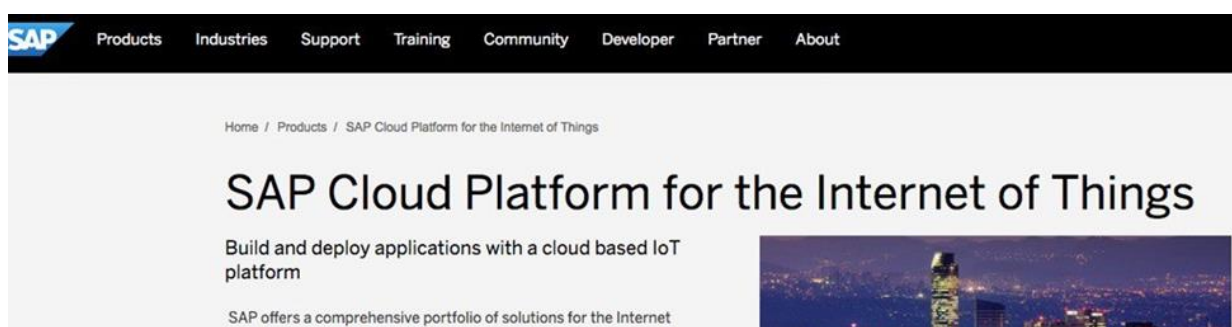 SAP
Products Industries Support Training Community Developer Partner About
Home / Products / SAP Cloud Platform for the Internet of Things
SAP Cloud Platform for the Internet of Things
Build and deploy applications with a cloud based IoT
platform
SAP offers a comprehensive portfolio of solutions for the Internet